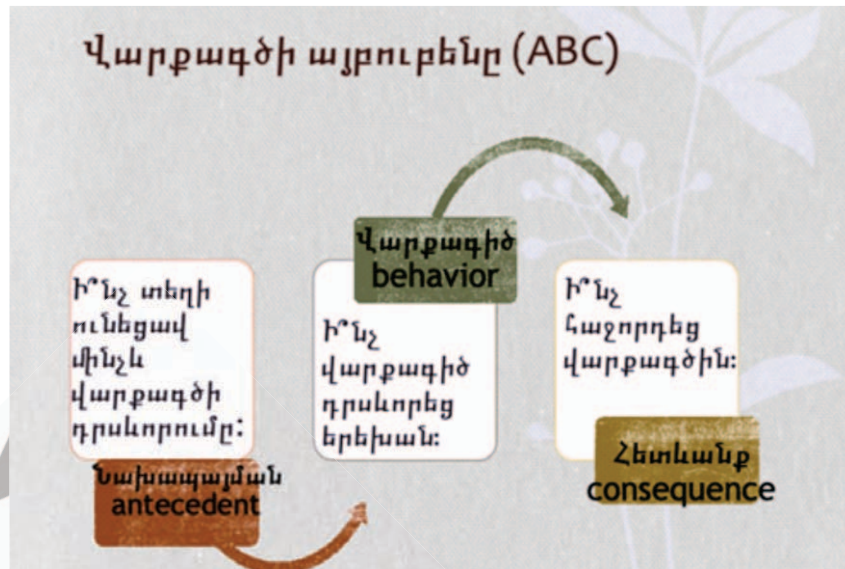 Վարքագծի այբուբենը (ABC)
Ի՞նչ տեղի
ունեցավ
մինչև
վարքագծի
դրսևորումը:
Նախապայման
antecedent
Վարքագիծ
behavior
Ի՞նչ
վարքագիծ
դրսևորեց
երեխան:
Ի՞նչ
հաջորդեց
վարքագծին:
Հետևանք
consequence